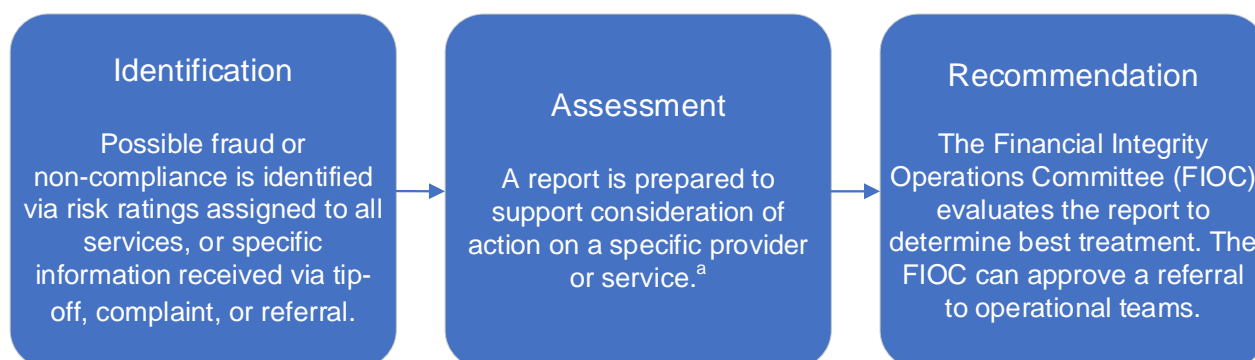 Identification
Possible fraud or
non-compliance is identified
via risk ratings assigned to all
services, or specific
information received via tip-
off, complaint, or referral.
Assessment
A report is prepared to
support consideration of
action on a specific provider
or service.a
Recommendation
The Financial Integrity
Operations Committee (FIOC)
evaluates the report to
determine best treatment. The
FIOC can approve a referral
to operational teams.